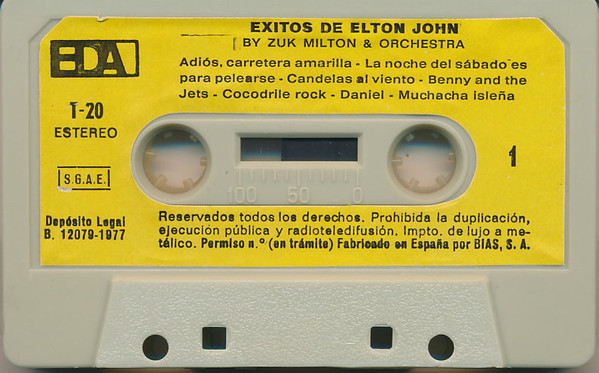 EXITOS DE ELTON JOHN
BY ZUK MILTON & ORCHESTRA
EDA
Adiós, carretera amarilla - La noche del sábado es
para pelearse - Candelas al viento - Benny and the
Jets - Cocodrile rock - Daniel - Muchacha isleña
T-20
ESTEREO
1
S.G.A.E.
100 50 0
Depósito Legal
B. 12079-1977
Reservados todos los derechos. Prohibida la duplicación,
ejecución pública y radioteledifusión. Impto. de lujo a me-
tálico. Permiso n.º (en trámite) Fabricado en España por BIAS, S. A.